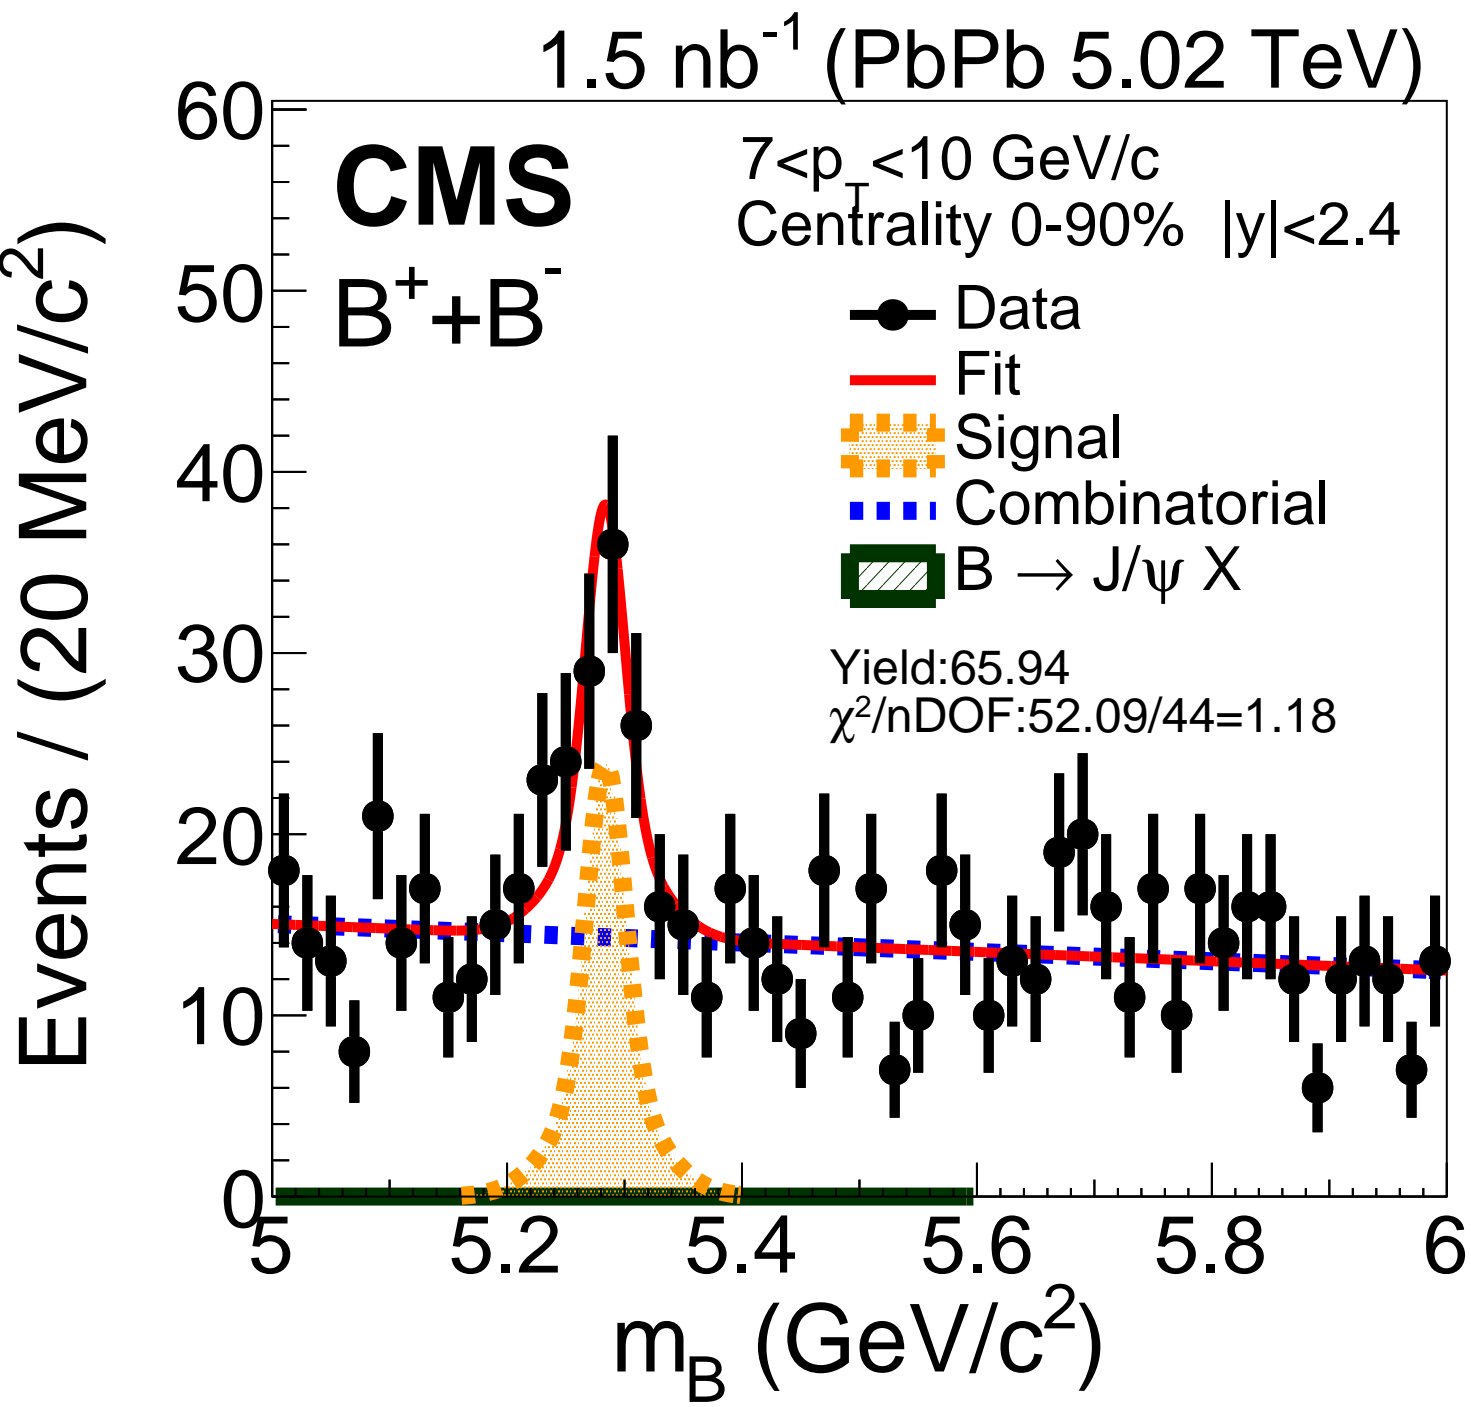 1.5 nb⁻¹ (PbPb 5.02 TeV)
CMS
B⁺+B⁻
7<p_T<10 GeV/c
Centrality 0-90% |y|<2.4
Data
Fit
Signal
Combinatorial
B → J/ψ X
Yield:65.94
χ²/nDOF:52.09/44=1.18
Events / (20 MeV/c²)
60
50
40
30
20
10
0
5 5.2 5.4 5.6 5.8 6
m_B (GeV/c²)